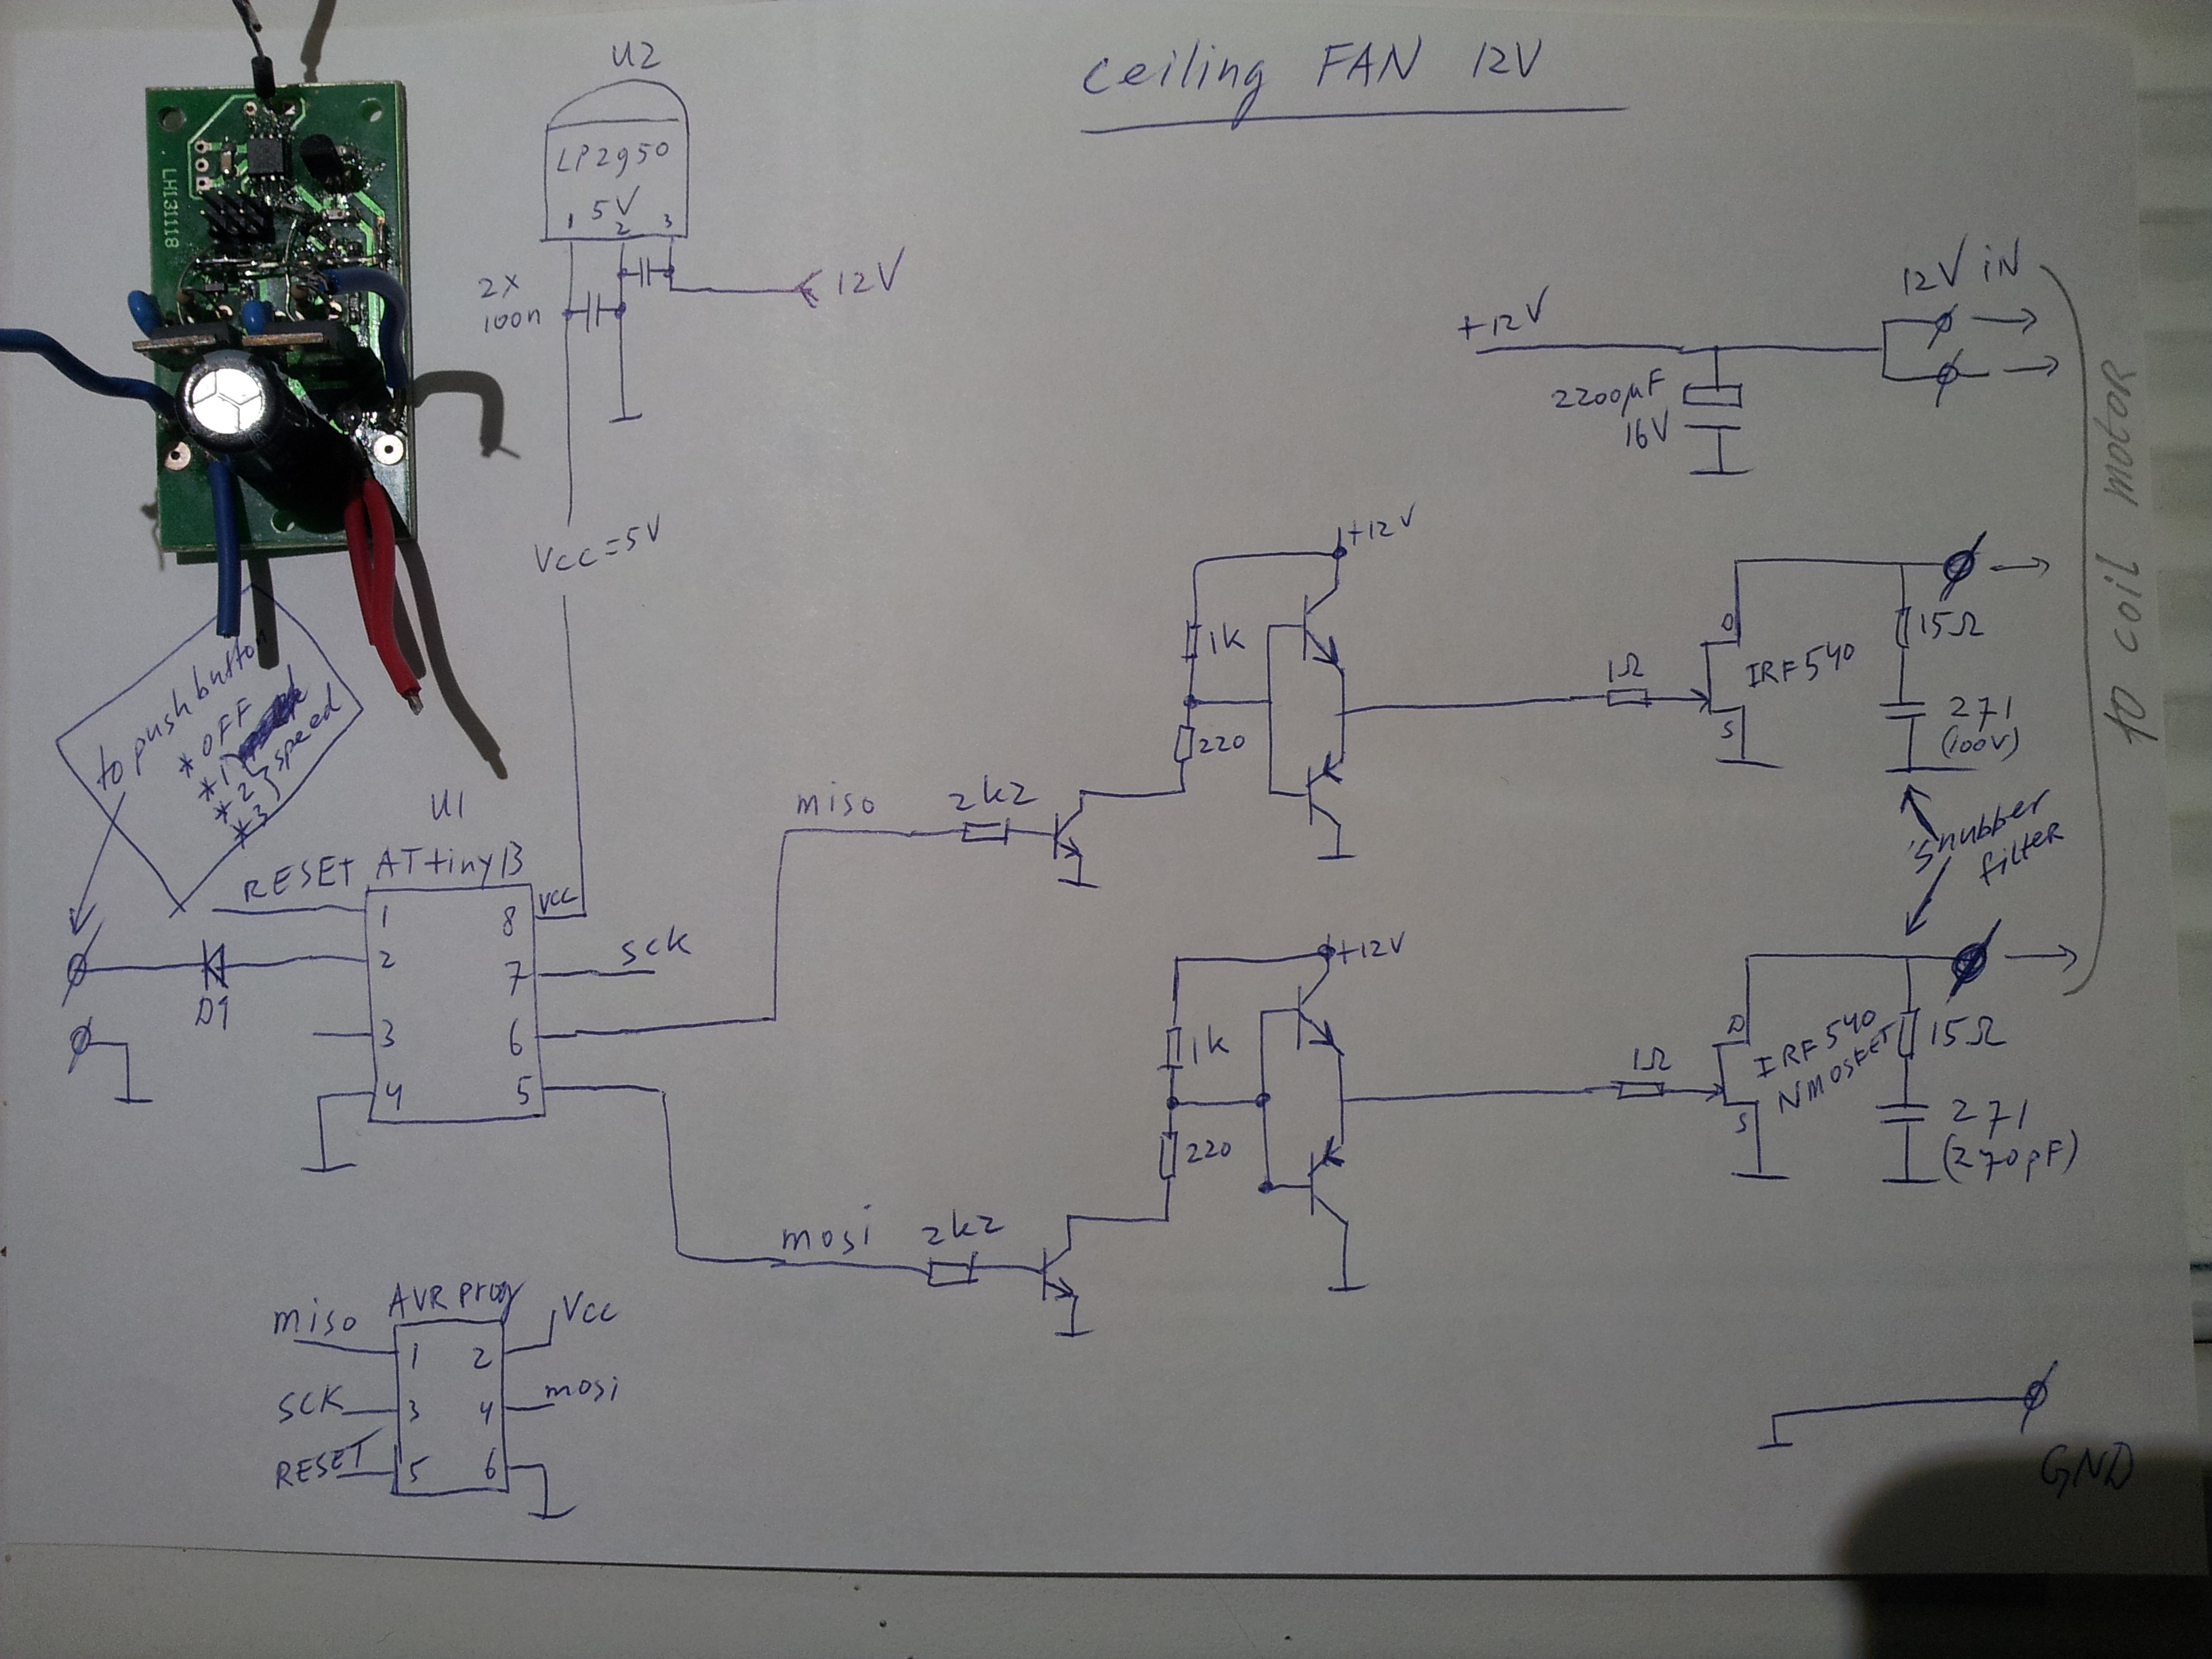 Ceiling FAN 12V
U2
LP2950
5V
1 2 3
2x
100n
12V
Vcc=5V
+12V
2200µF
16V
12V iN
to coil motor
to push butto
* OFF
* 1
* 2 } speed
* 3
U1
ATtiny13
RESET
1
2
3
4
8
7
6
5
VCC
D1
SCK
miso
2k2
220
1k
+12V
1Ω
IRF540
D
S
15Ω
271
(100V)
Snubber
filter
mosi
2k2
220
1k
+12V
1Ω
IRF540
NMOSFET
D
S
15Ω
271
(270pF)
AVR prog
miso
SCK
RESET
1
3
5
2
4
6
Vcc
mosi
GND
LH131118